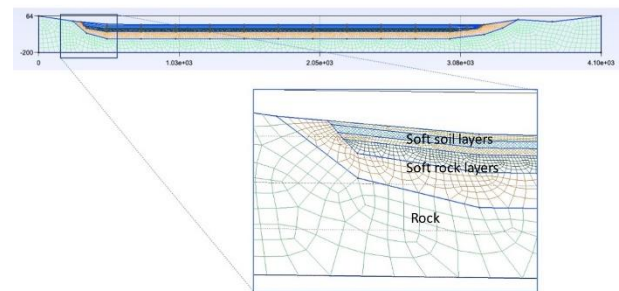 64
-200
0
1.03e+03
2.05e+03
3.08e+03
4.10e+03
Soft soil layers
Soft rock layers
Rock